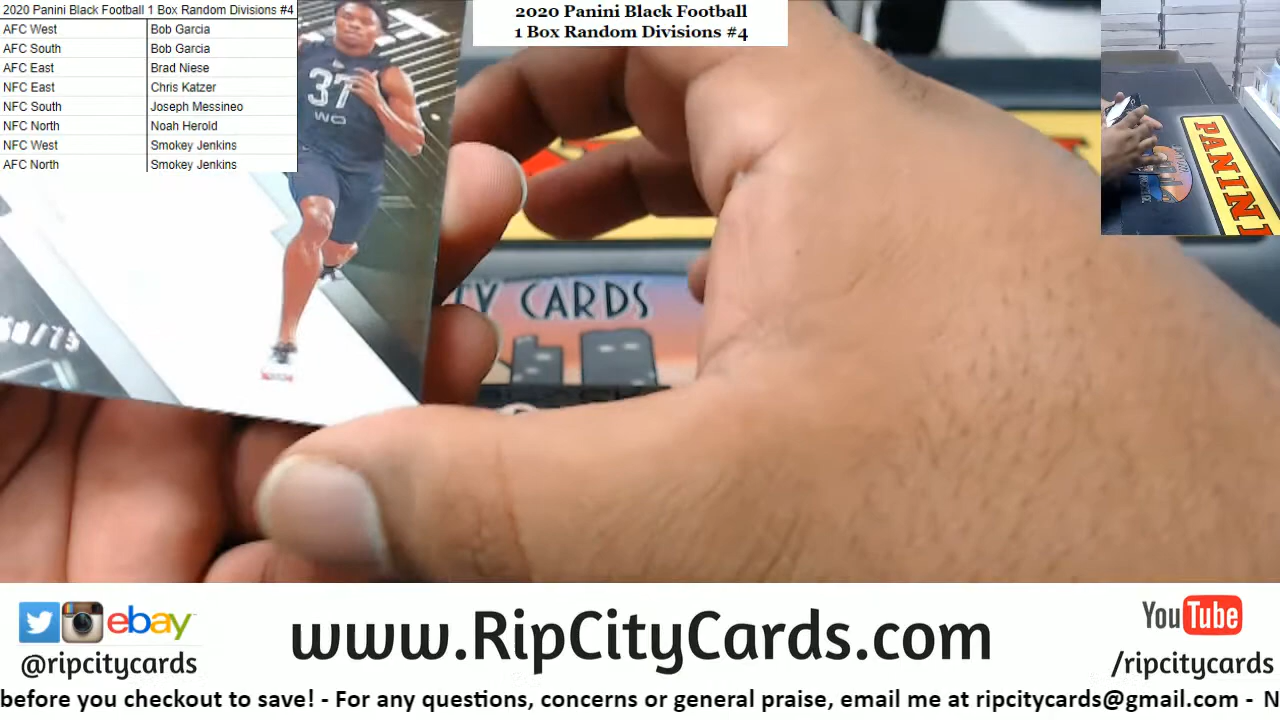 2020 Panini Black Football 1 Box Random Divisions #4
AFC West Bob Garcia
AFC South Bob Garcia
AFC East Brad Niese
NFC East Chris Katzer
NFC South Joseph Messineo
NFC North Noah Herold
NFC West Smokey Jenkins
AFC North Smokey Jenkins
2020 Panini Black Football
1 Box Random Divisions #4
37
WO
/75
TY CARDS
PANINI
ebay
@ripcitycards
www.RipCityCards.com
YouTube
/ripcitycards
before you checkout to save! - For any questions, concerns or general praise, email me at ripcitycards@gmail.com - N